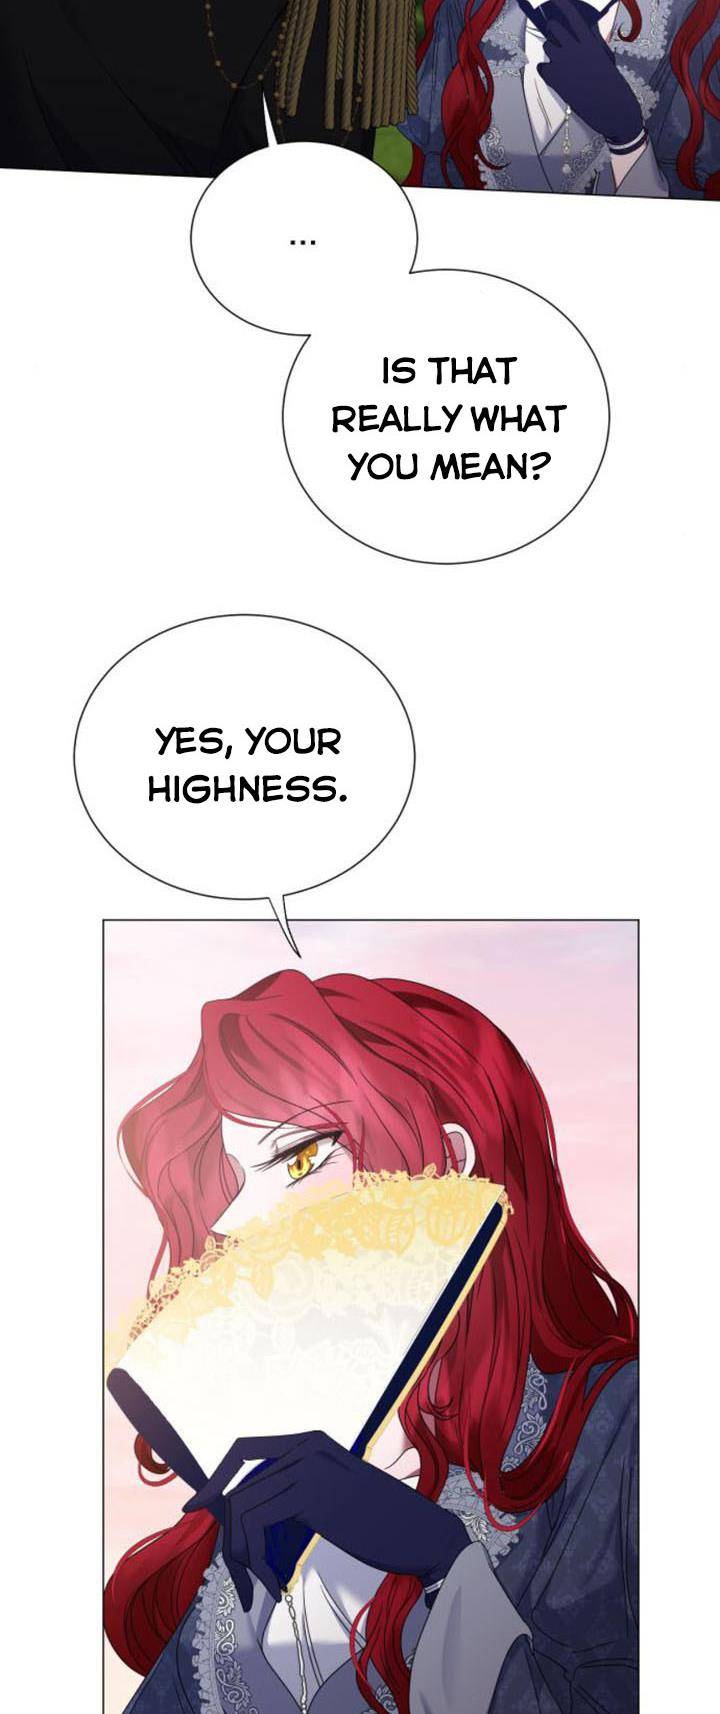 ...
IS THAT
REALLY WHAT
YOU MEAN?
YES, YOUR
HIGHNESS.